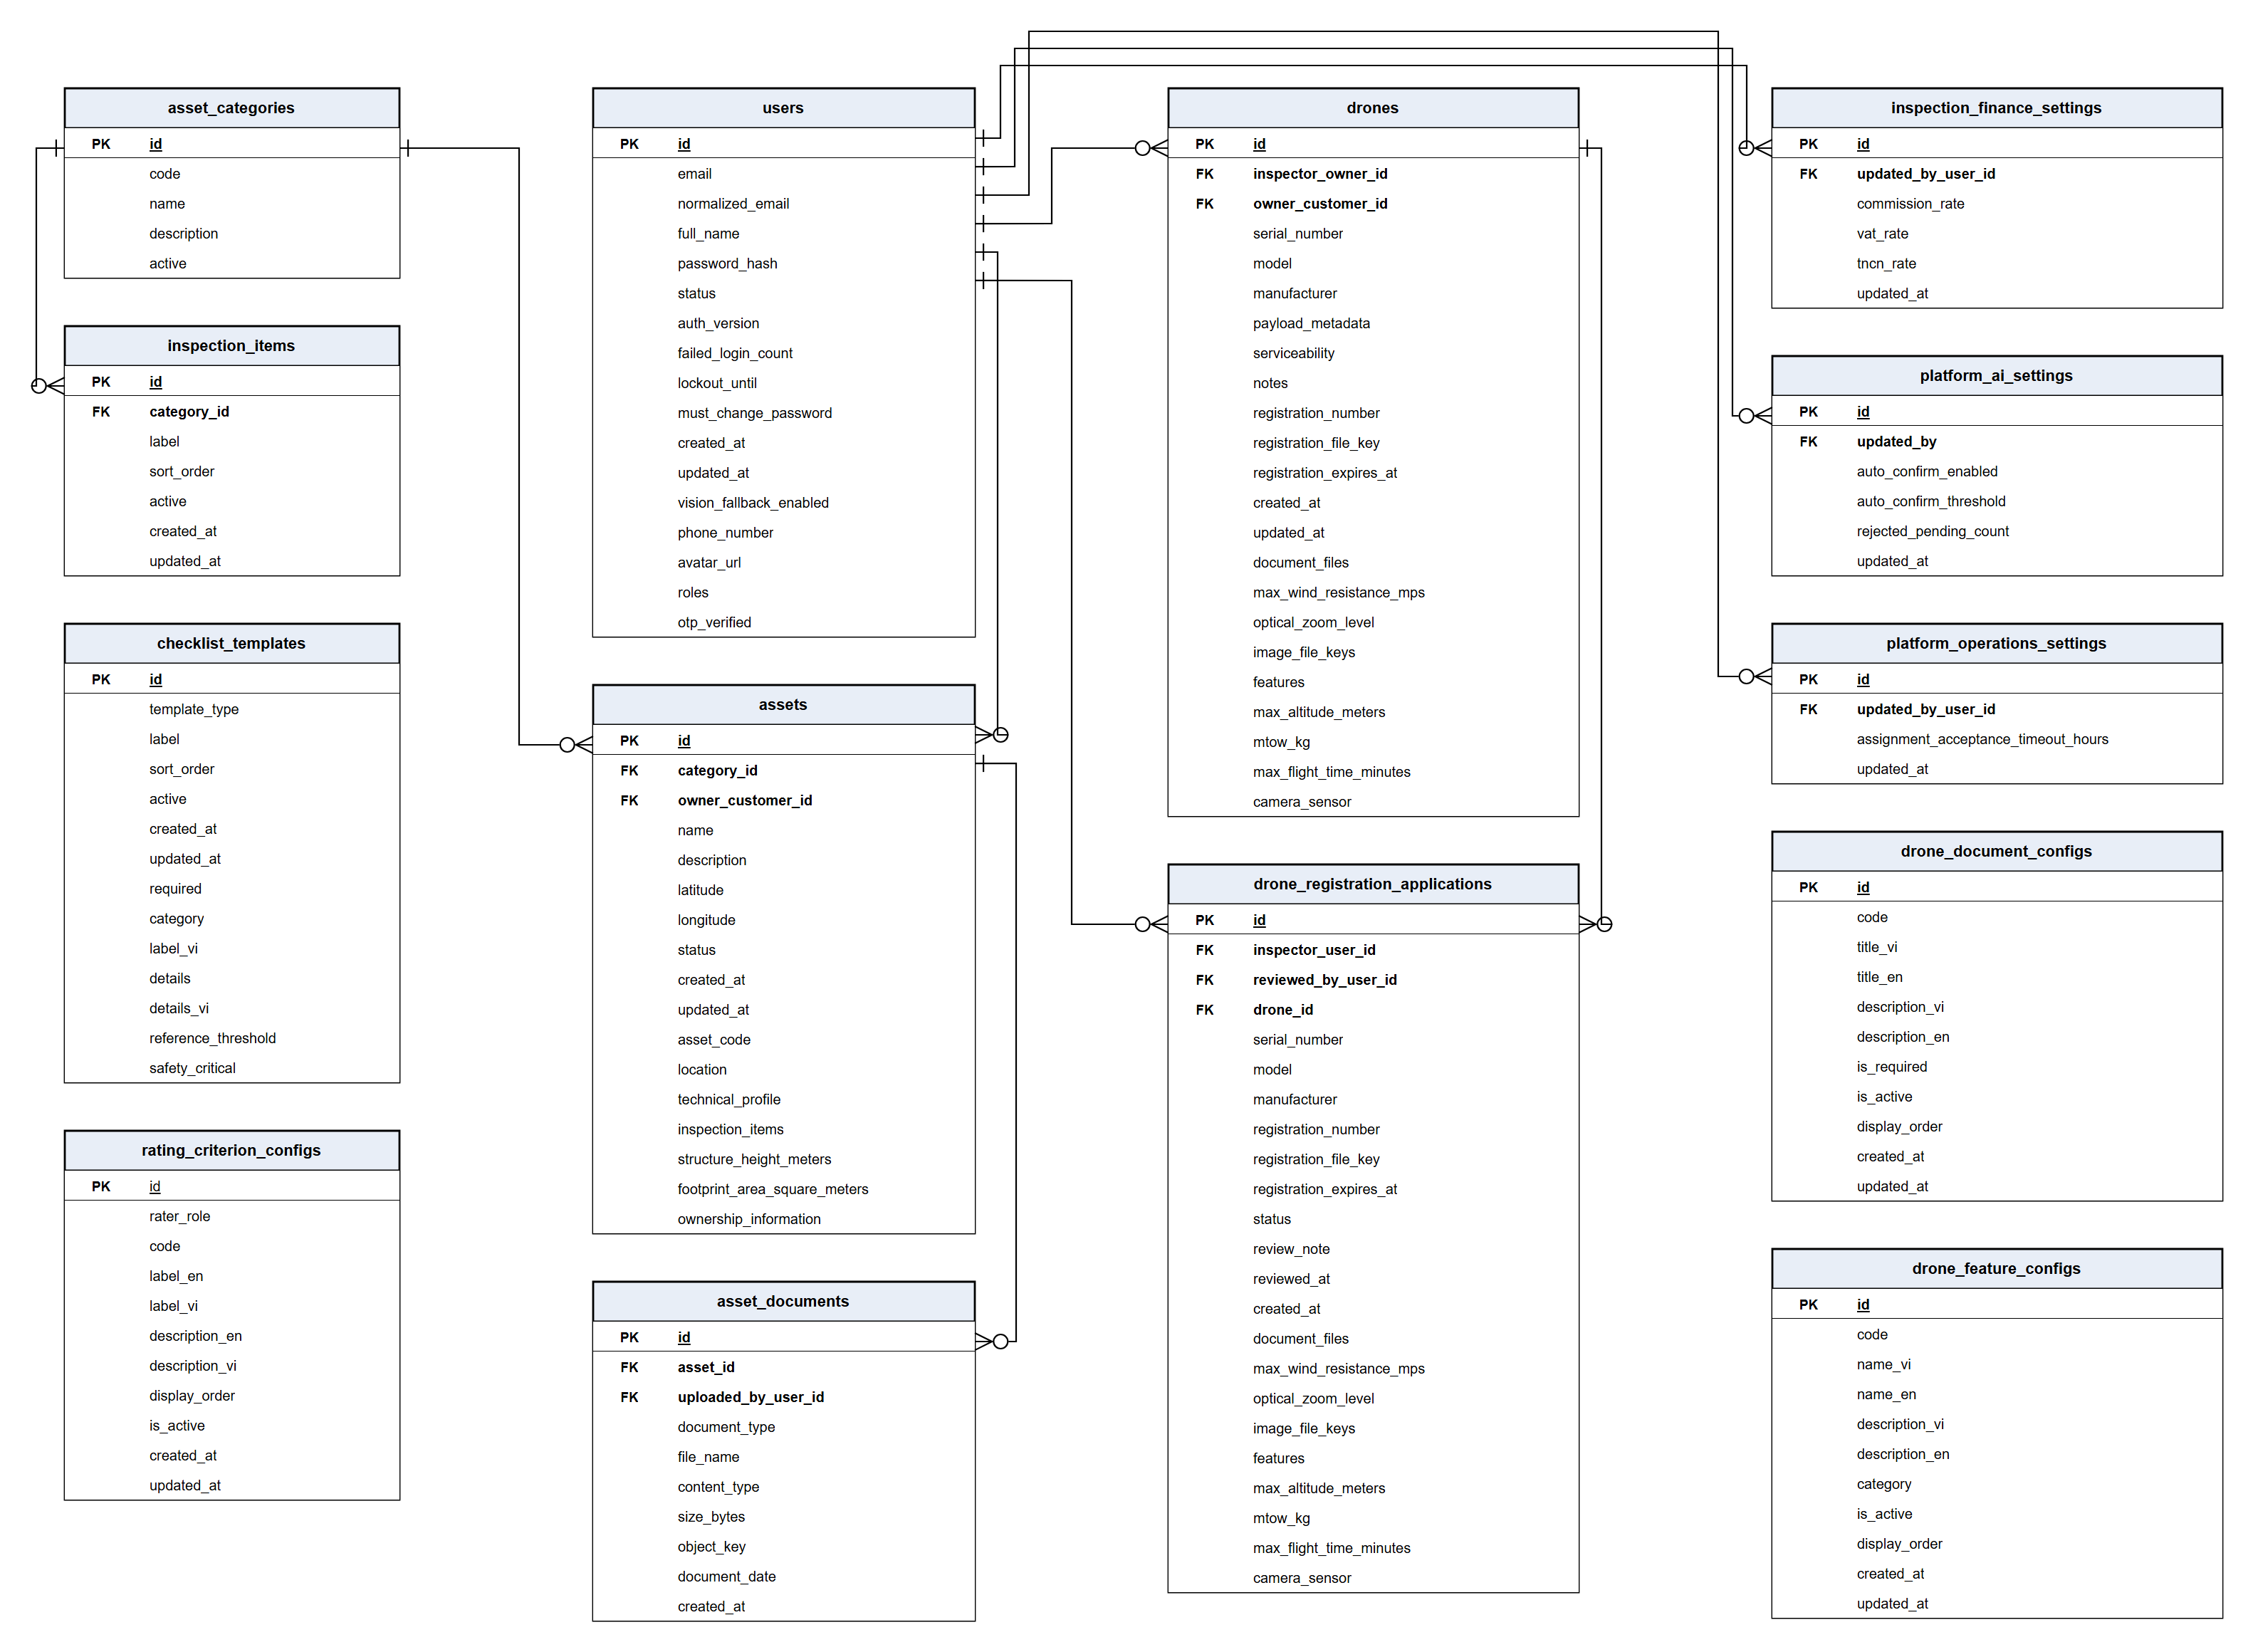 asset_categories
PK id
code
name
description
active
inspection_items
PK id
FK category_id
label
sort_order
active
created_at
updated_at
checklist_templates
PK id
template_type
label
sort_order
active
created_at
updated_at
required
category
label_vi
details
details_vi
reference_threshold
safety_critical
rating_criterion_configs
PK id
rater_role
code
label_en
label_vi
description_en
description_vi
display_order
is_active
created_at
updated_at
users
PK id
email
normalized_email
full_name
password_hash
status
auth_version
failed_login_count
lockout_until
must_change_password
created_at
updated_at
vision_fallback_enabled
phone_number
avatar_url
roles
otp_verified
assets
PK id
FK category_id
FK owner_customer_id
name
description
latitude
longitude
status
created_at
updated_at
asset_code
location
technical_profile
inspection_items
structure_height_meters
footprint_area_square_meters
ownership_information
asset_documents
PK id
FK asset_id
FK uploaded_by_user_id
document_type
file_name
content_type
size_bytes
object_key
document_date
created_at
drones
PK id
FK inspector_owner_id
FK owner_customer_id
serial_number
model
manufacturer
payload_metadata
serviceability
notes
registration_number
registration_file_key
registration_expires_at
created_at
updated_at
document_files
max_wind_resistance_mps
optical_zoom_level
image_file_keys
features
max_altitude_meters
mtow_kg
max_flight_time_minutes
camera_sensor
drone_registration_applications
PK id
FK inspector_user_id
FK reviewed_by_user_id
FK drone_id
serial_number
model
manufacturer
registration_number
registration_file_key
registration_expires_at
status
review_note
reviewed_at
created_at
document_files
max_wind_resistance_mps
optical_zoom_level
image_file_keys
features
max_altitude_meters
mtow_kg
max_flight_time_minutes
camera_sensor
inspection_finance_settings
PK id
FK updated_by_user_id
commission_rate
vat_rate
tncn_rate
updated_at
platform_ai_settings
PK id
FK updated_by
auto_confirm_enabled
auto_confirm_threshold
rejected_pending_count
updated_at
platform_operations_settings
PK id
FK updated_by_user_id
assignment_acceptance_timeout_hours
updated_at
drone_document_configs
PK id
code
title_vi
title_en
description_vi
description_en
is_required
is_active
display_order
created_at
updated_at
drone_feature_configs
PK id
code
name_vi
name_en
description_vi
description_en
category
is_active
display_order
created_at
updated_at